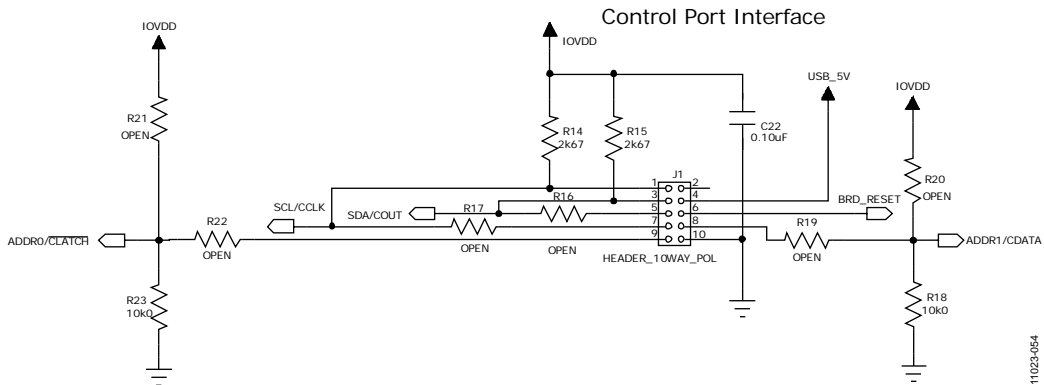 Control Port Interface
IOVDD
IOVDD
USB_5V
IOVDD
R21
OPEN
R14
2k67
R15
2k67
C22
0.10uF
R20
OPEN
J1
1
2
3
4
5
6
7
8
9
10
HEADER_10WAY_POL
SCL/CCLK
SDA/COUT
R16
OPEN
R17
OPEN
BRD_RESET
R19
OPEN
ADDR0/CLATCH
R22
OPEN
ADDR1/CDATA
R23
10k0
R18
10k0
11023-054